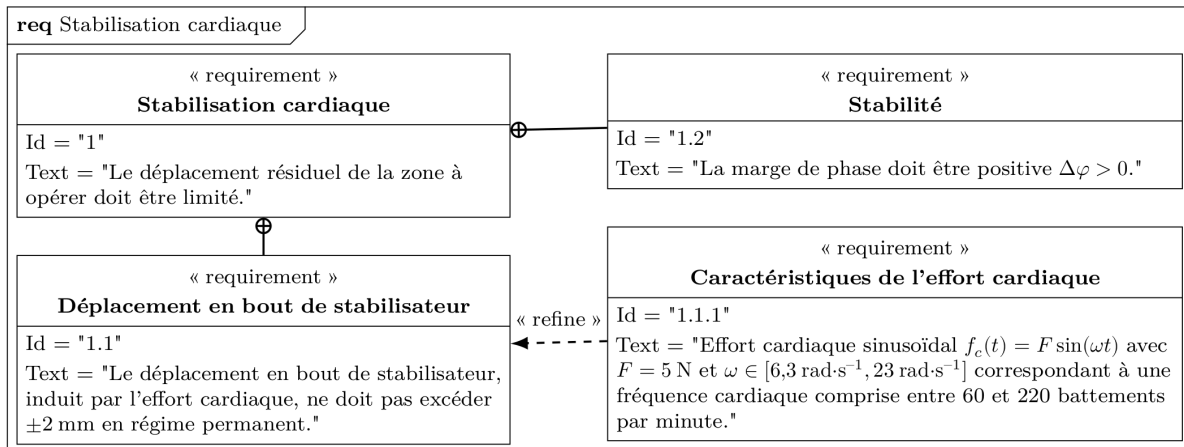 req Stabilisation cardiaque
« requirement »
Stabilisation cardiaque
Id = "1"
Text = "Le déplacement résiduel de la zone à
opérer doit être limité."
« requirement »
Stabilité
Id = "1.2"
Text = "La marge de phase doit être positive Δφ > 0."
« requirement »
Déplacement en bout de stabilisateur
Id = "1.1"
Text = "Le déplacement en bout de stabilisateur,
induit par l'effort cardiaque, ne doit pas excéder
±2 mm en régime permanent."
« refine »
« requirement »
Caractéristiques de l'effort cardiaque
Id = "1.1.1"
Text = "Effort cardiaque sinusoïdal f_c(t) = F sin(ωt) avec
F = 5 N et ω ∈ [6,3 rad·s⁻¹, 23 rad·s⁻¹] correspondant à une
fréquence cardiaque comprise entre 60 et 220 battements
par minute."